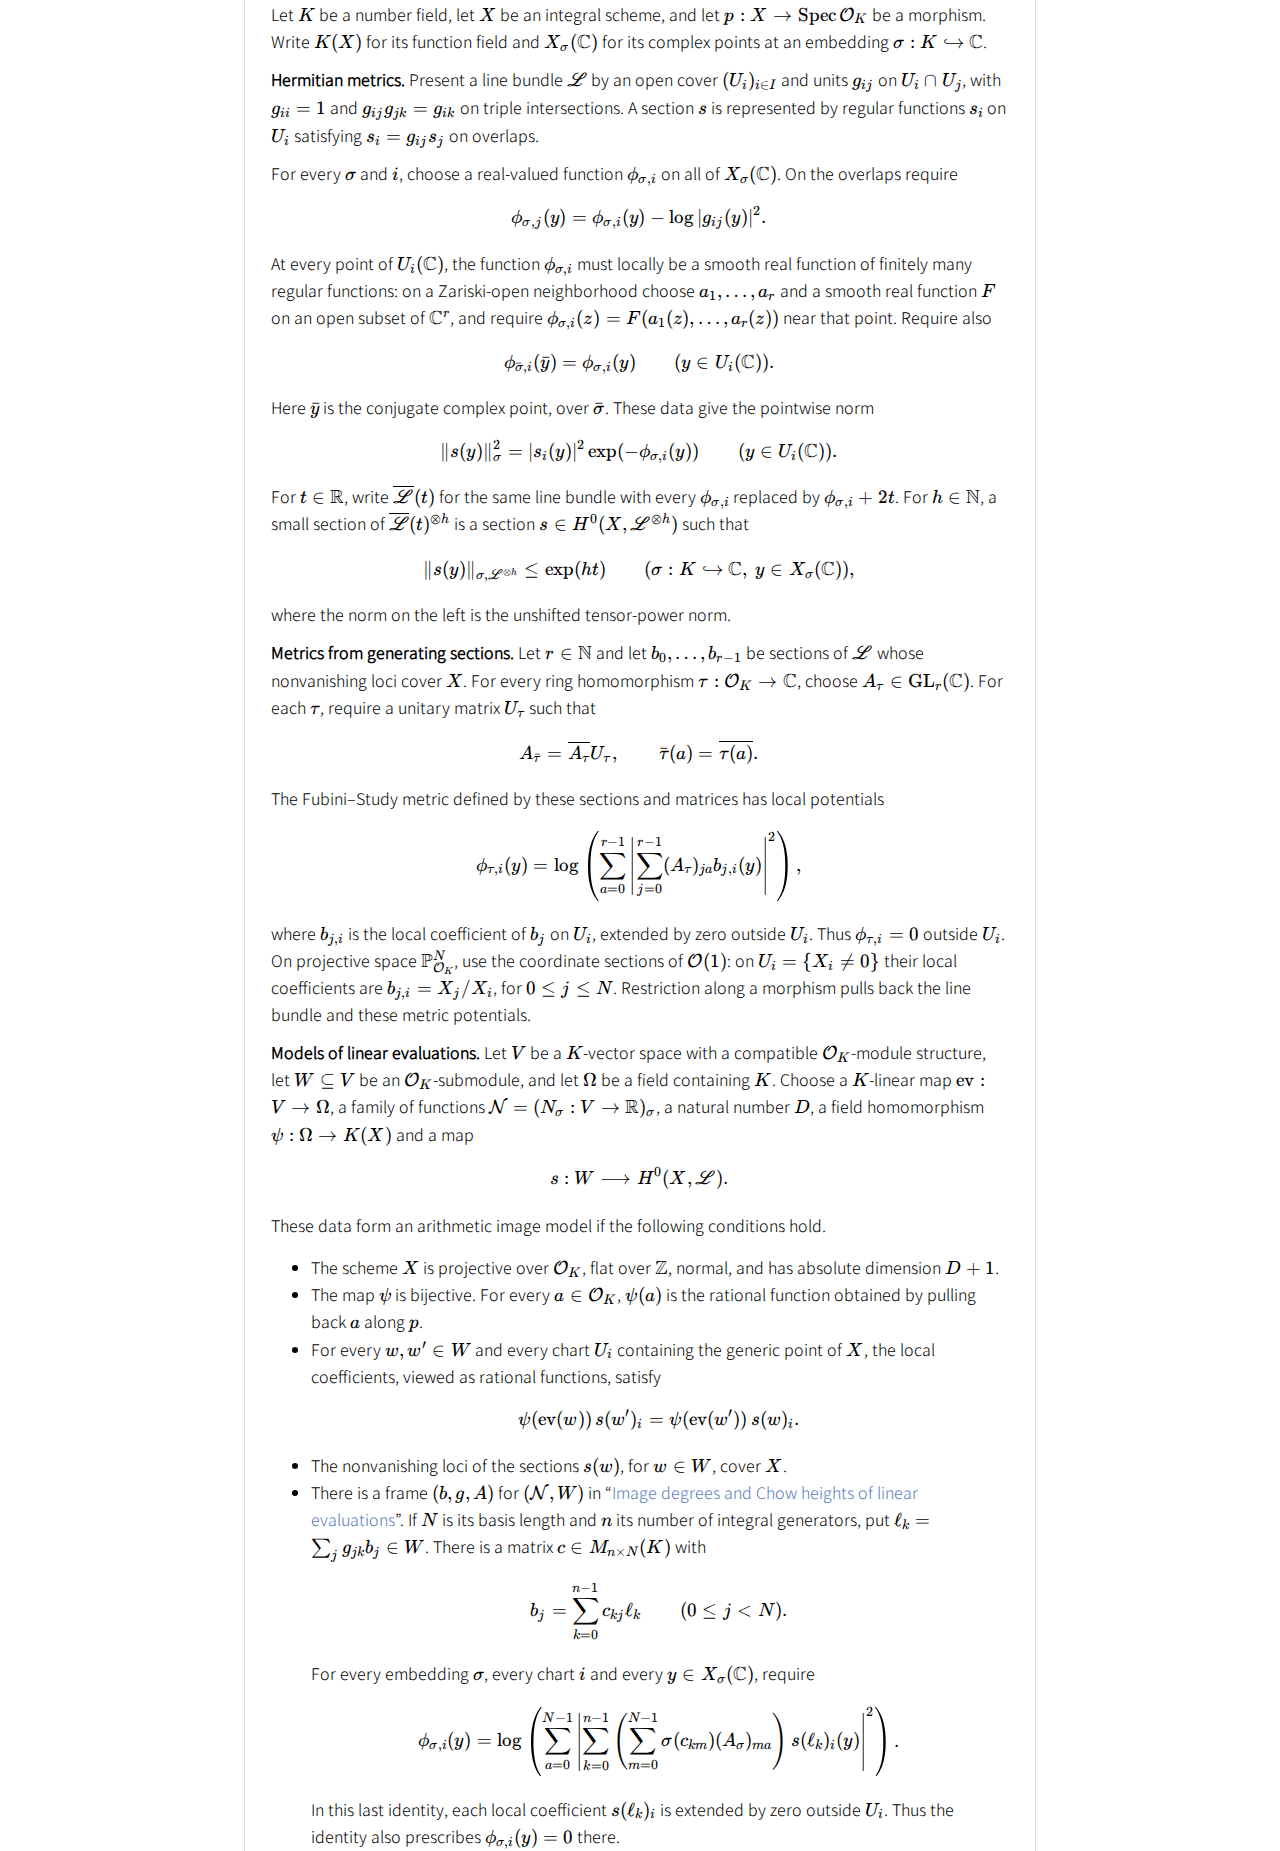 Let K be a number field, let X be an integral scheme, and let p : X → Spec 𝒪_K be a morphism.
Write K(X) for its function field and X_σ(ℂ) for its complex points at an embedding σ : K ↪ ℂ.
Hermitian metrics. Present a line bundle ℒ by an open cover (U_i)_{i∈I} and units g_{ij} on U_i ∩ U_j, with
g_{ii} = 1 and g_{ij}g_{jk} = g_{ik} on triple intersections. A section s is represented by regular functions s_i on
U_i satisfying s_i = g_{ij}s_j on overlaps.
For every σ and i, choose a real-valued function ϕ_{σ,i} on all of X_σ(ℂ). On the overlaps require
ϕ_{σ,j}(y) = ϕ_{σ,i}(y) − log |g_{ij}(y)|².
At every point of U_i(ℂ), the function ϕ_{σ,i} must locally be a smooth real function of finitely many
regular functions: on a Zariski-open neighborhood choose a_1, …, a_r and a smooth real function F
on an open subset of ℂ^r, and require ϕ_{σ,i}(z) = F(a_1(z), …, a_r(z)) near that point. Require also
ϕ_{σ̄,i}(ȳ) = ϕ_{σ,i}(y) (y ∈ U_i(ℂ)).
Here ȳ is the conjugate complex point, over σ̄. These data give the pointwise norm
‖s(y)‖_σ^2 = |s_i(y)|² exp(−ϕ_{σ,i}(y)) (y ∈ U_i(ℂ)).
For t ∈ ℝ, write \overline{ℒ}(t) for the same line bundle with every ϕ_{σ,i} replaced by ϕ_{σ,i} + 2t. For h ∈ ℕ, a
small section of \overline{ℒ}(t)^{⊗h} is a section s ∈ H⁰(X, ℒ^{⊗h}) such that
‖s(y)‖_{σ,ℒ^{⊗h}} ≤ exp(ht) (σ : K ↪ ℂ, y ∈ X_σ(ℂ)),
where the norm on the left is the unshifted tensor-power norm.
Metrics from generating sections. Let r ∈ ℕ and let b_0, …, b_{r−1} be sections of ℒ whose
nonvanishing loci cover X. For every ring homomorphism τ : 𝒪_K → ℂ, choose A_τ ∈ GL_r(ℂ). For
each τ, require a unitary matrix U_τ such that
A_{τ̄} = \overline{A_τ}U_τ, τ̄(a) = \overline{τ(a)}.
The Fubini–Study metric defined by these sections and matrices has local potentials
ϕ_{τ,i}(y) = log ( ∑_{a=0}^{r−1} | ∑_{j=0}^{r−1} (A_τ)_{ja} b_{j,i}(y) |² ),
where b_{j,i} is the local coefficient of b_j on U_i, extended by zero outside U_i. Thus ϕ_{τ,i} = 0 outside U_i.
On projective space ℙ^N_{𝒪_K}, use the coordinate sections of 𝒪(1): on U_i = {X_i ≠ 0} their local
coefficients are b_{j,i} = X_j/X_i, for 0 ≤ j ≤ N. Restriction along a morphism pulls back the line
bundle and these metric potentials.
Models of linear evaluations. Let V be a K-vector space with a compatible 𝒪_K-module structure,
let W ⊆ V be an 𝒪_K-submodule, and let Ω be a field containing K. Choose a K-linear map ev :
V → Ω, a family of functions 𝒩 = (N_σ : V → ℝ)_σ, a natural number D, a field homomorphism
ψ : Ω → K(X) and a map
s : W ⟶ H⁰(X, ℒ).
These data form an arithmetic image model if the following conditions hold.
• The scheme X is projective over 𝒪_K, flat over ℤ, normal, and has absolute dimension D + 1.
• The map ψ is bijective. For every a ∈ 𝒪_K, ψ(a) is the rational function obtained by pulling
back a along p.
• For every w, w′ ∈ W and every chart U_i containing the generic point of X, the local
coefficients, viewed as rational functions, satisfy
ψ(ev(w)) s(w′)_i = ψ(ev(w′)) s(w)_i.
• The nonvanishing loci of the sections s(w), for w ∈ W, cover X.
• There is a frame (b, g, A) for (𝒩, W) in “Image degrees and Chow heights of linear
evaluations”. If N is its basis length and n its number of integral generators, put ℓ_k =
∑_j g_{jk}b_j ∈ W. There is a matrix c ∈ M_{n×N}(K) with
b_j = ∑_{k=0}^{n−1} c_{kj}ℓ_k (0 ≤ j < N).
For every embedding σ, every chart i and every y ∈ X_σ(ℂ), require
ϕ_{σ,i}(y) = log ( ∑_{a=0}^{N−1} | ∑_{k=0}^{n−1} ( ∑_{m=0}^{N−1} σ(c_{km})(A_σ)_{ma} ) s(ℓ_k)_i(y) |² ).
In this last identity, each local coefficient s(ℓ_k)_i is extended by zero outside U_i. Thus the
identity also prescribes ϕ_{σ,i}(y) = 0 there.